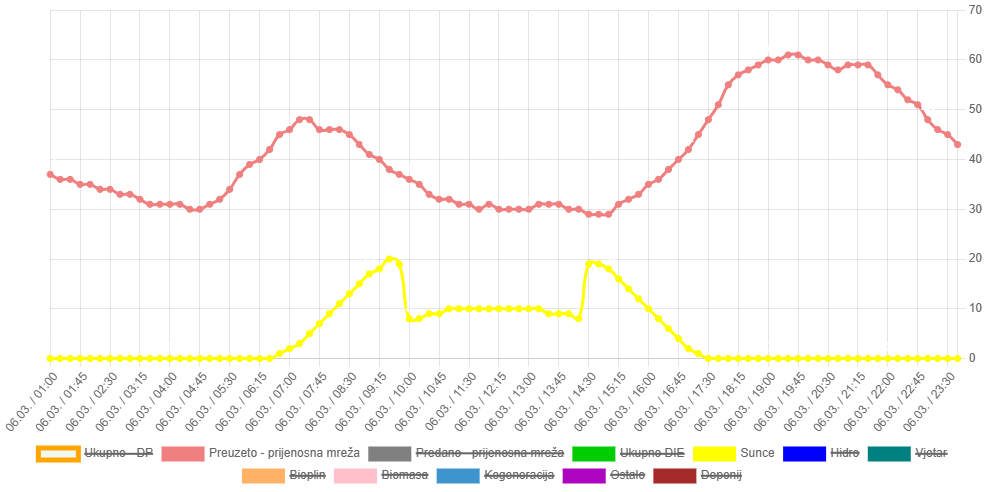 70
60
50
40
30
20
10
0
06.03. / 01:00
06.03. / 01:45
06.03. / 02:30
06.03. / 03:15
06.03. / 04:00
06.03. / 04:45
06.03. / 05:30
06.03. / 06:15
06.03. / 07:00
06.03. / 07:45
06.03. / 08:30
06.03. / 09:15
06.03. / 10:00
06.03. / 10:45
06.03. / 11:30
06.03. / 12:15
06.03. / 13:00
06.03. / 13:45
06.03. / 14:30
06.03. / 15:15
06.03. / 16:00
06.03. / 16:45
06.03. / 17:30
06.03. / 18:15
06.03. / 19:00
06.03. / 19:45
06.03. / 20:30
06.03. / 21:15
06.03. / 22:00
06.03. / 22:45
06.03. / 23:30
Ukupno - DP Preuzeto - prijenosna mreža Predano - prijenosna mreža Ukupno DIE Sunce Hidro Vjetar
Bioplin Biomasa Kogeneracija Ostalo Deponij